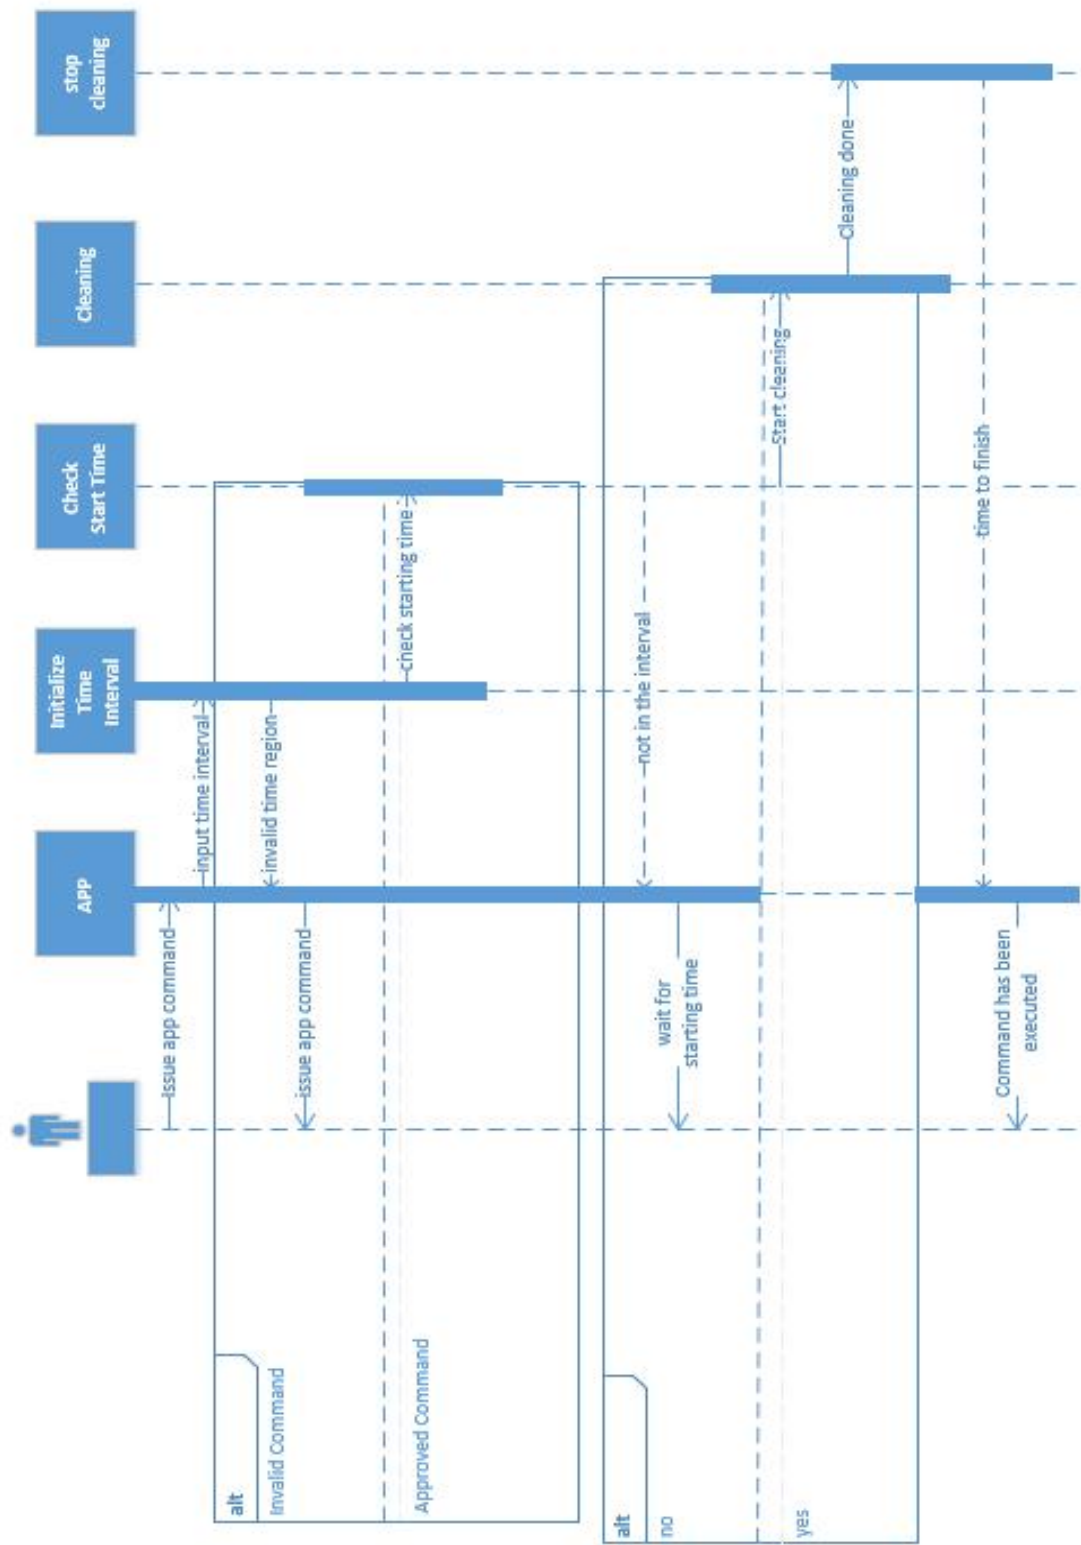 APP
Initialize
Time
Interval
Check
Start Time
Cleaning
stop
cleaning
issue app command
input time interval
alt
Invalid Command
invalid time region
issue app command
Approved Command
check starting time
alt
no
not in the interval
wait for
starting time
yes
Start cleaning
Cleaning done
time to finish
Command has been
executed